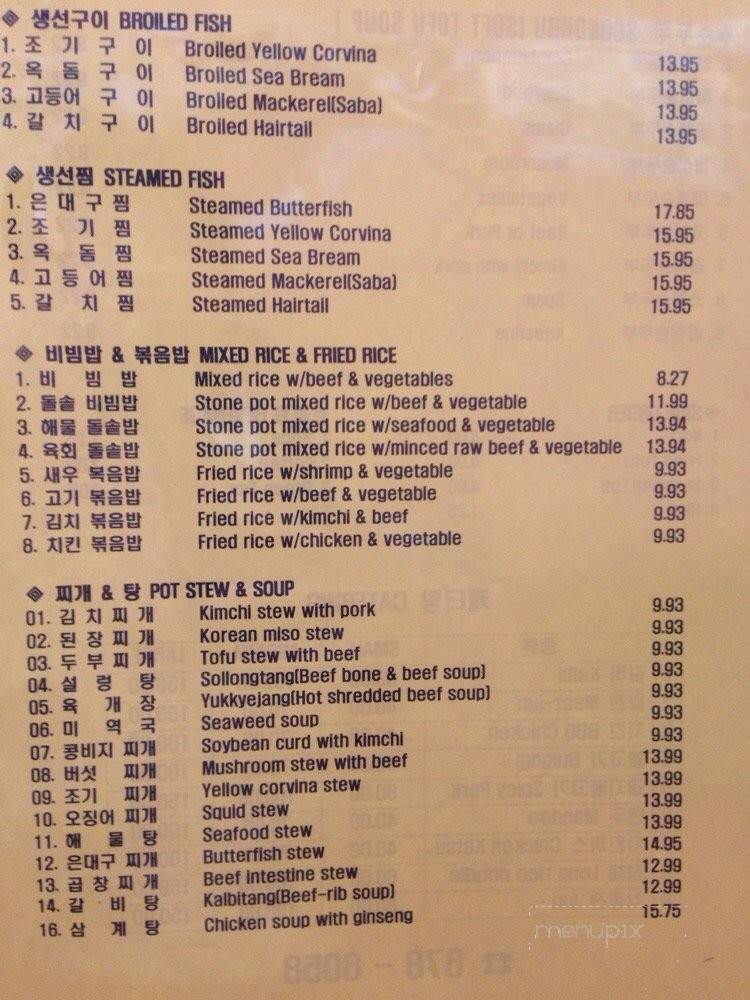 생선구이 BROILED FISH
1. 조 기 구 이 Broiled Yellow Corvina 13.95
2. 옥 돔 구 이 Broiled Sea Bream 13.95
3. 고등어 구 이 Broiled Mackerel(Saba) 13.95
4. 갈 치 구 이 Broiled Hairtail 13.95
생선찜 STEAMED FISH
1. 은 대 구 찜 Steamed Butterfish 17.85
2. 조 기 찜 Steamed Yellow Corvina 15.95
3. 옥 돔 찜 Steamed Sea Bream 15.95
4. 고 등 어 찜 Steamed Mackerel(Saba) 15.95
5. 갈 치 찜 Steamed Hairtail 15.95
비빔밥 & 볶음밥 MIXED RICE & FRIED RICE
1. 비 빔 밥 Mixed rice w/beef & vegetables 8.27
2. 돌솥 비빔밥 Stone pot mixed rice w/beef & vegetable 11.99
3. 해물 돌솥밥 Stone pot mixed rice w/seafood & vegetable 13.94
4. 육회 돌솥밥 Stone pot mixed rice w/minced raw beef & vegetable 13.94
5. 새우 복음밥 Fried rice w/shrimp & vegetable 9.93
6. 고기 볶음밥 Fried rice w/beef & vegetable 9.93
7. 김치 볶음밥 Fried rice w/kimchi & beef 9.93
8. 치킨 볶음밥 Fried rice w/chicken & vegetable 9.93
찌개 & 탕 POT STEW & SOUP
01. 김 치 찌 개 Kimchi stew with pork 9.93
02. 된 장 찌 개 Korean miso stew 9.93
03. 두 부 찌 개 Tofu stew with beef 9.93
04. 설 렁 탕 Sollongtang(Beef bone & beef soup) 9.93
05. 육 개 장 Yukkyejang(Hot shredded beef soup) 9.93
06. 미 역 국 Seaweed soup 9.93
07. 콩비지 찌개 Soybean curd with kimchi 9.93
08. 버섯 찌개 Mushroom stew with beef 13.99
09. 조기 찌개 Yellow corvina stew 13.99
10. 오징어 찌개 Squid stew 13.99
11. 해 물 탕 Seafood stew 13.99
12. 은대구 찌개 Butterfish stew 14.95
13. 곱 창 찌 개 Beef intestine stew 12.99
14. 갈 비 탕 Kalbitang(Beef-rib soup) 12.99
16. 삼 계 탕 Chicken soup with ginseng 15.75
menupix